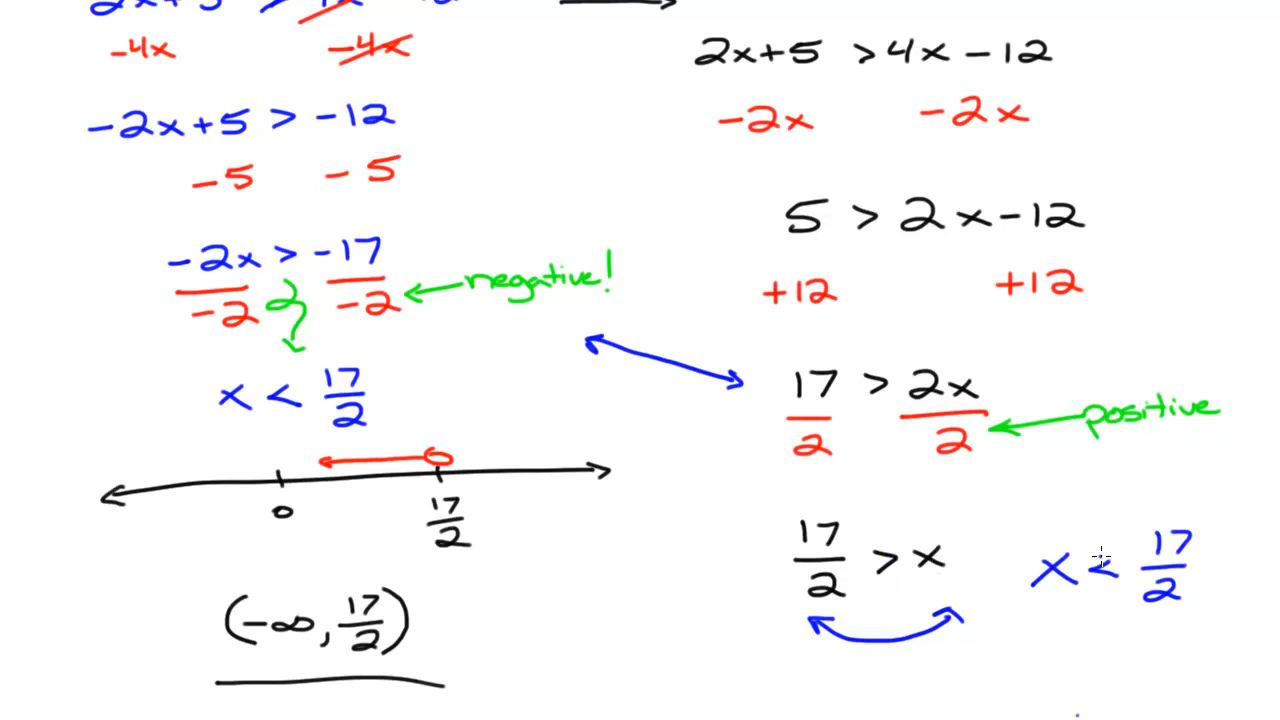 -4x -4x
-2x+5 > -12
-5 -5
-2x > -17
-2 -2 negative!
x < 17/2
0 17/2
(-∞, 17/2)
2x+5 > 4x - 12
-2x -2x
5 > 2x - 12
+12 +12
17 > 2x
2 2 positive
17/2 > x x < 17/2